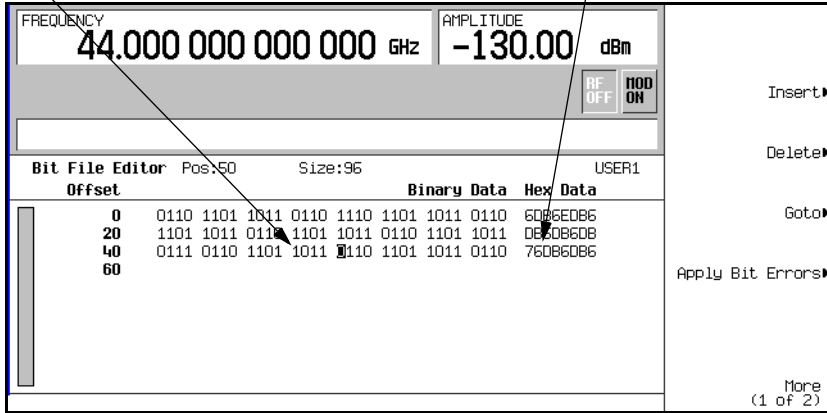 FREQUENCY
44.000 000 000 000 GHz
AMPLITUDE
-130.00 dBm
RF OFF
MOD ON
Insert
Delete
Goto
Apply Bit Errors
More
(1 of 2)
Bit File Editor Pos:50 Size:96 USER1
Offset Binary Data Hex Data
0 0110 1101 1011 0110 1110 1101 1011 0110 6DB6EDB6
20 1101 1011 0110 1101 1011 0110 1101 1011 DB6DB6DB
40 0111 0110 1101 1011 0110 1101 1011 0110 76DB6DB6
60